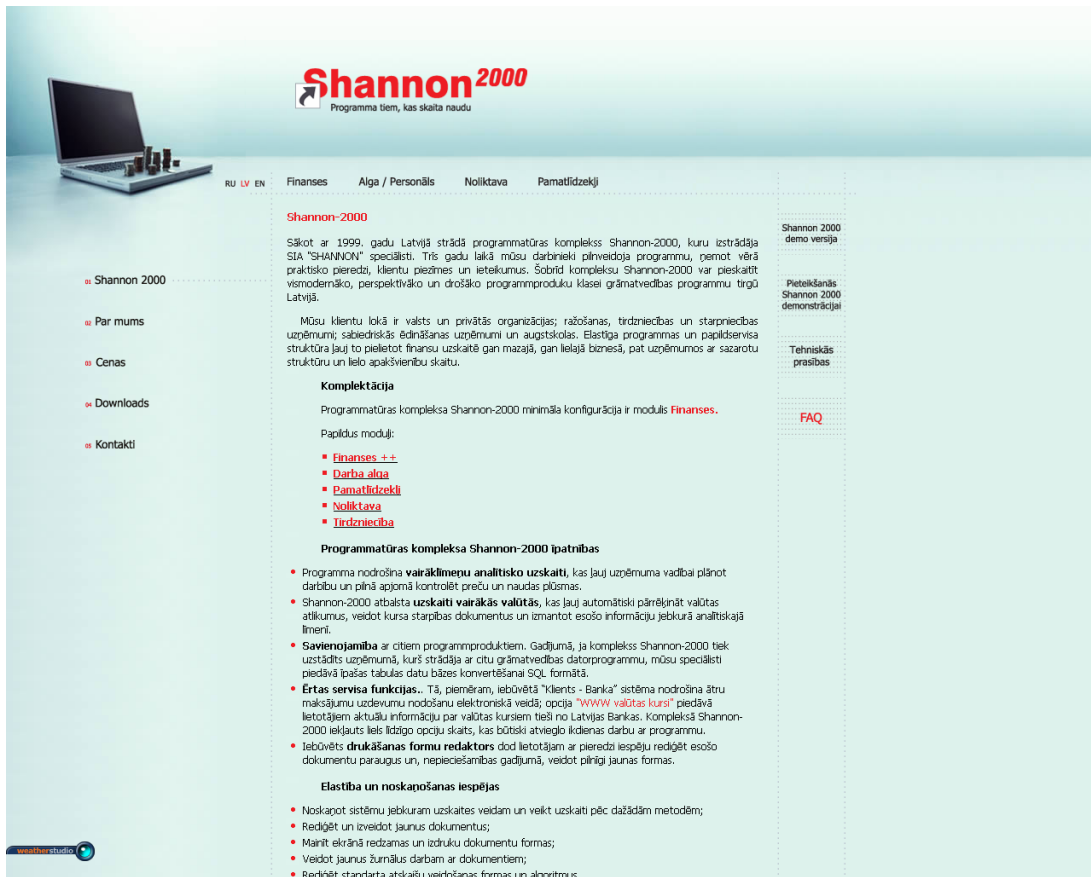 Shannon 2000
Programma tiem, kas skaita naudu
RU LV EN
Finanses Alga / Personāls Noliktava Pamatlīdzekļi
01 Shannon 2000
02 Par mums
03 Cenas
04 Downloads
05 Kontakti
Shannon-2000
Sākot ar 1999. gadu Latvijā strādā programmatūras komplekss Shannon-2000, kuru izstrādāja
SIA "SHANNON" speciālisti. Trīs gadu laikā mūsu darbinieki pilnveidoja programmu, ņemot vērā
praktisko pieredzi, klientu piezīmes un ieteikumus. Šobrīd kompleksu Shannon-2000 var pieskaitīt
vismodernāko, perspektīvāko un drošāko programmproduku klasei grāmatvedības programmu tirgū
Latvijā.
Mūsu klientu lokā ir valsts un privātās organizācijas; ražošanas, tirdzniecības un starpniecības
uzņēmumi; sabiedriskās ēdināšanas uzņēmumi un augstskolas. Elastīga programmas un papildservisa
struktūra ļauj to pielietot finansu uzskaitē gan mazajā, gan lielajā biznesā, pat uzņēmumos ar sazarotu
struktūru un lielo apakšvienību skaitu.
Komplektācija
Programmatūras kompleksa Shannon-2000 minimāla konfigurācija ir modulis Finanses.
Papildus moduļi:
Finanses ++
Darba alga
Pamatlīdzekli
Noliktava
Tirdzniecība
Programmatūras kompleksa Shannon-2000 īpatnības
Programma nodrošina vairāklīmeņu analītisko uzskaiti, kas ļauj uzņēmuma vadībai plānot
darbību un pilnā apjomā kontrolēt preču un naudas plūsmas.
Shannon-2000 atbalsta uzskaiti vairākās valūtās, kas ļauj automātiski pārrēķināt valūtas
atlikumus, veidot kursa starpības dokumentus un izmantot esošo informāciju jebkurā analītiskajā
līmenī.
Savienojamība ar citiem programmproduktiem. Gadījumā, ja komplekss Shannon-2000 tiek
uzstādīts uzņēmumā, kurš strādāja ar citu grāmatvedības datorprogrammu, mūsu speciālisti
piedāvā īpašas tabulas datu bāzes konvertēšanai SQL formātā.
Ērtas servisa funkcijas.. Tā, piemēram, iebūvētā "Klients - Banka" sistēma nodrošina ātru
maksājumu uzdevumu nodošanu elektroniskā veidā; opcija "WWW valūtas kursi" piedāvā
lietotājiem aktuālu informāciju par valūtas kursiem tieši no Latvijas Bankas. Kompleksā Shannon-
2000 iekļauts liels līdzīgo opciju skaits, kas būtiski atvieglo ikdienas darbu ar programmu.
Iebūvēts drukāšanas formu redaktors dod lietotājam ar pieredzi iespēju rediģēt esošo
dokumentu paraugus un, nepieciešamības gadījumā, veidot pilnīgi jaunas formas.
Elastība un noskaņošanas iespējas
Noskaņot sistēmu jebkuram uzskaites veidam un veikt uzskaiti pēc dažādām metodēm;
Rediģēt un izveidot jaunus dokumentus;
Mainīt ekrānā redzamas un izdruku dokumentu formas;
Veidot jaunus žurnālus darbam ar dokumentiem;
Rediģēt standarta atskaišu veidošanas formas un algoritmus
Shannon 2000
demo versija
Pieteikšanās
Shannon 2000
demonstrācijai
Tehniskās
prasības
FAQ
weatherstudio